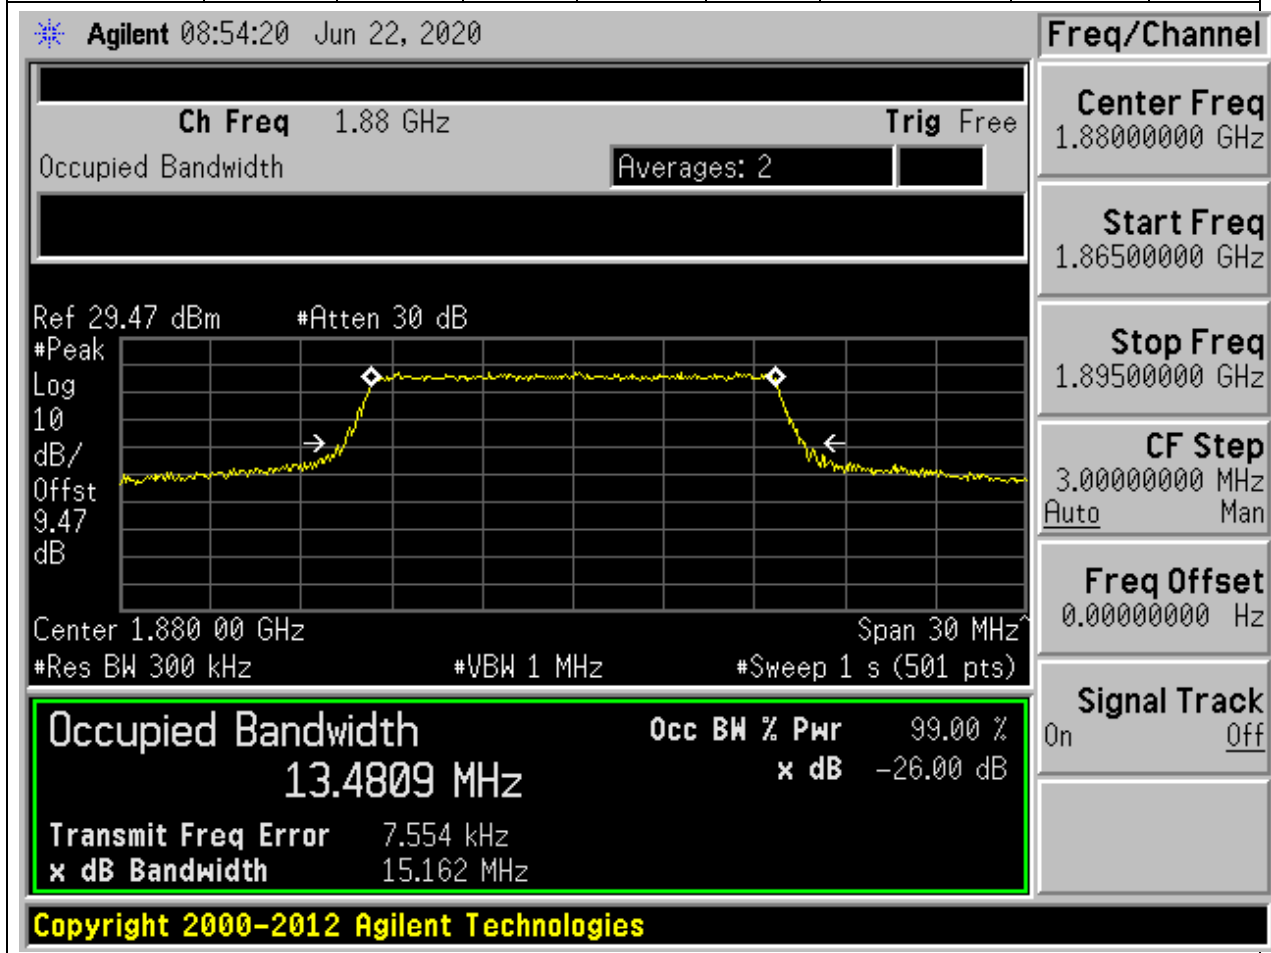 Agilent 08:54:20 Jun 22, 2020
Freq/Channel
Ch Freq 1.88 GHz Trig Free
Occupied Bandwidth Averages: 2
Ref 29.47 dBm #Atten 30 dB
#Peak
Log
10
dB/
Offst
9.47
dB
Center 1.880 00 GHz Span 30 MHz^
#Res BW 300 kHz #VBW 1 MHz #Sweep 1 s (501 pts)
Occupied Bandwidth Occ BW % Pwr 99.00 %
13.4809 MHz x dB -26.00 dB
Transmit Freq Error 7.554 kHz
x dB Bandwidth 15.162 MHz
Copyright 2000-2012 Agilent Technologies
Center Freq
1.88000000 GHz
Start Freq
1.86500000 GHz
Stop Freq
1.89500000 GHz
CF Step
3.00000000 MHz
Auto Man
Freq Offset
0.00000000 Hz
Signal Track
On Off